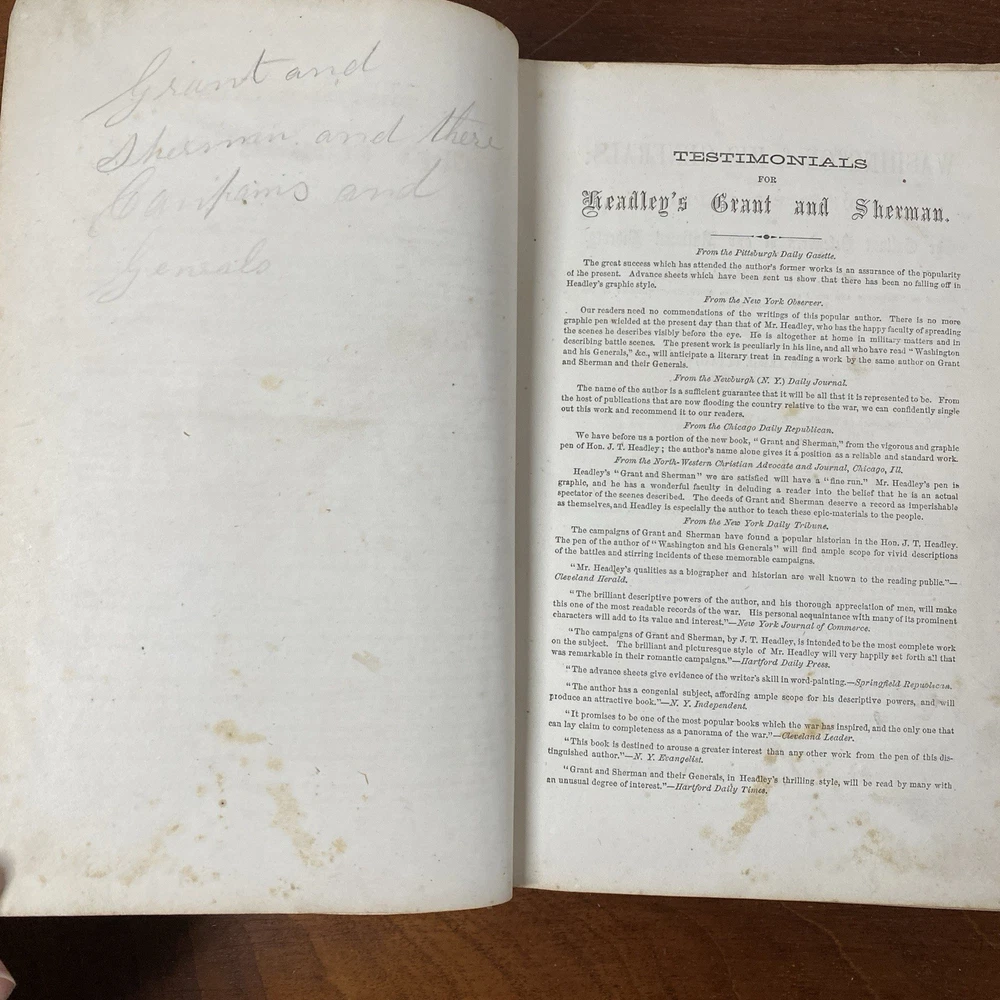 Grant and
Sherman and there
Campains and
Generals
TESTIMONIALS
FOR
Headley's Grant and Sherman.
From the Pittsburgh Daily Gazette.
The great success which has attended the author's former works is an assurance of the popularity
of the present. Advance sheets which have been sent us show that there has been no falling off in
Headley's graphic style.
From the New York Observer.
Our readers need no commendations of the writings of this popular author. There is no more
graphic pen wielded at the present day than that of Mr. Headley, who has the happy faculty of spreading
the scenes he describes visibly before the eye. He is altogether at home in military matters and in
describing battle scenes. The present work is peculiarly in his line, and all who have read "Washington
and his Generals," &c., will anticipate a literary treat in reading a work by the same author on Grant
and Sherman and their Generals.
From the Newburgh (N. Y.) Daily Journal.
The name of the author is a sufficient guarantee that it will be all that it is represented to be. From
the host of publications that are now flooding the country relative to the war, we can confidently single
out this work and recommend it to our readers.
From the Chicago Daily Republican.
We have before us a portion of the new book, "Grant and Sherman," from the vigorous and graphic
pen of Hon. J. T. Headley; the author's name alone gives it a position as a reliable and standard work.
From the North-Western Christian Advocate and Journal, Chicago, Ill.
Headley's "Grant and Sherman" we are satisfied will have a "fine run." Mr. Headley's pen is
graphic, and he has a wonderful faculty in deluding a reader into the belief that he is an actual
spectator of the scenes described. The deeds of Grant and Sherman deserve a record as imperishable
as themselves, and Headley is especially the author to teach these epic-materials to the people.
From the New York Daily Tribune.
The campaigns of Grant and Sherman have found a popular historian in the Hon. J. T. Headley.
The pen of the author of "Washington and his Generals" will find ample scope for vivid descriptions
of the battles and stirring incidents of these memorable campaigns.
"Mr. Headley's qualities as a biographer and historian are well known to the reading public."—
Cleveland Herald.
"The brilliant descriptive powers of the author, and his thorough appreciation of men, will make
this one of the most readable records of the war. His personal acquaintance with many of its prominent
characters will add to its value and interest."—New York Journal of Commerce.
"The campaigns of Grant and Sherman, by J. T. Headley, is intended to be the most complete work
on the subject. The brilliant and picturesque style of Mr. Headley will very happily set forth all that
was remarkable in their romantic campaigns."—Hartford Daily Press.
"The advance sheets give evidence of the writer's skill in word-painting.—Springfield Republican.
"The author has a congenial subject, affording ample scope for his descriptive powers, and will
produce an attractive book."—N. Y. Independent.
"It promises to be one of the most popular books which the war has inspired, and the only one that
can lay claim to completeness as a panorama of the war."—Cleveland Leader.
"This book is destined to arouse a greater interest than any other work from the pen of this dis-
tinguished author."—N. Y. Evangelist.
"Grant and Sherman and their Generals, in Headley's thrilling style, will be read by many with
an unusual degree of interest."—Hartford Daily Times.